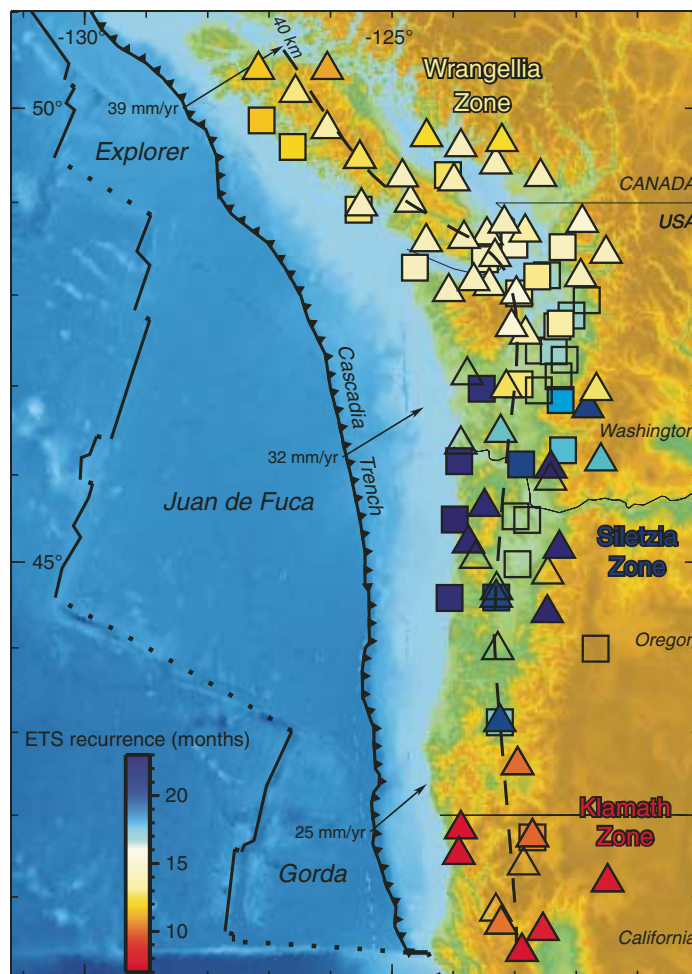 -130°
-125°
40 km
Wrangellia
Zone
50°
39 mm/yr
Explorer
CANADA
USA
Cascadia
Trench
Washington
32 mm/yr
Juan de Fuca
Siletzia
Zone
45°
Oregon
ETS recurrence (months)
20
15
10
25 mm/yr
Klamath
Zone
Gorda
California